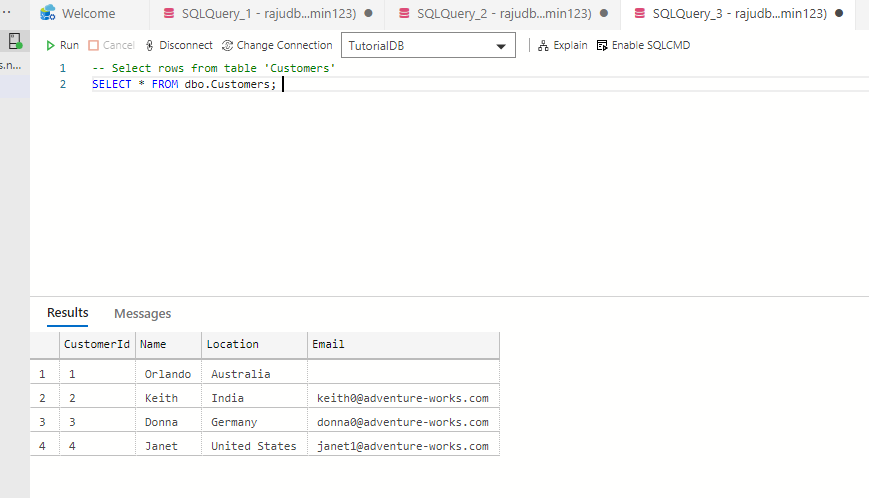 Welcome SQLQuery_1 - rajudb...min123) SQLQuery_2 - rajudb...min123) SQLQuery_3 - rajudb...min123)
Run Cancel Disconnect Change Connection TutorialDB Explain Enable SQLCMD
s.n...
1 -- Select rows from table 'Customers'
2 SELECT * FROM dbo.Customers;
Results Messages
CustomerId Name Location Email
1 1 Orlando Australia
2 2 Keith India keith0@adventure-works.com
3 3 Donna Germany donna0@adventure-works.com
4 4 Janet United States janet1@adventure-works.com